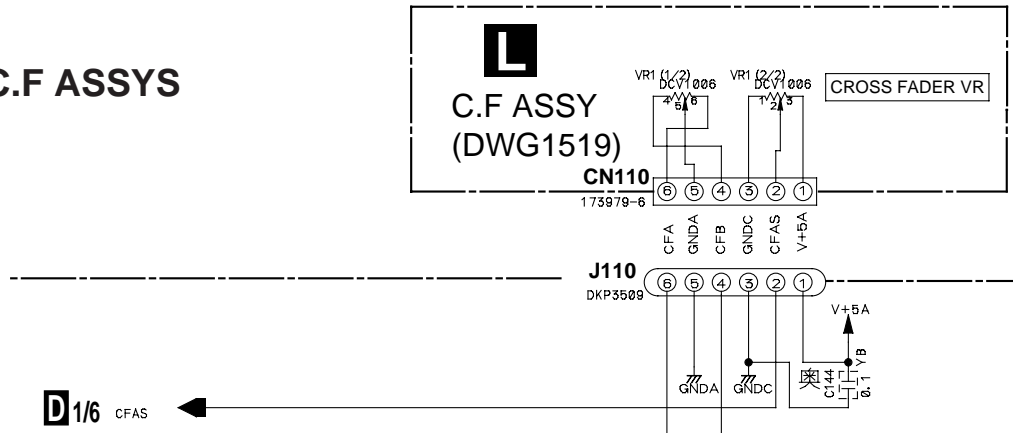 C.F ASSYS
L
C.F ASSY
(DWG1519)
VR1 (1/2)
DCV1006
4 5 6
VR1 (2/2)
DCV1006
1 2 3
CROSS FADER VR
CN110
173979-6
6 5 4 3 2 1
CFA
GNDA
CFB
GNDC
CFAS
V+5A
J110
DKP3509
6 5 4 3 2 1
V+5A
GNDA
GNDC
奥
C144
YB
0.1
D 1/6 CFAS